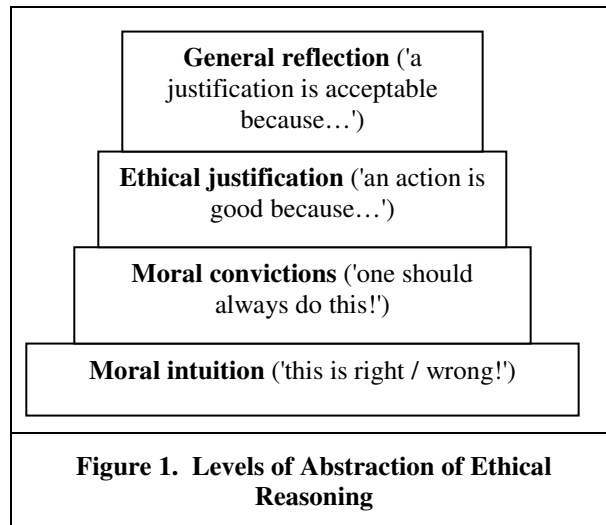 General reflection ('a
justification is acceptable
because…')
Ethical justification ('an action is
good because…')
Moral convictions ('one should
always do this!')
Moral intuition ('this is right / wrong!')
Figure 1. Levels of Abstraction of Ethical
Reasoning